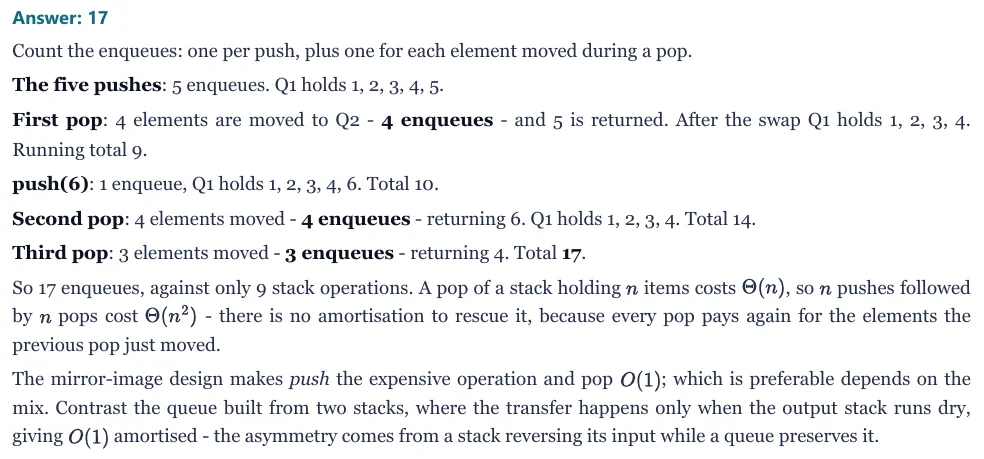 Answer: 17
Count the enqueues: one per push, plus one for each element moved during a pop.
The five pushes: 5 enqueues. Q1 holds 1, 2, 3, 4, 5.
First pop: 4 elements are moved to Q2 - 4 enqueues - and 5 is returned. After the swap Q1 holds 1, 2, 3, 4.
Running total 9.
push(6): 1 enqueue, Q1 holds 1, 2, 3, 4, 6. Total 10.
Second pop: 4 elements moved - 4 enqueues - returning 6. Q1 holds 1, 2, 3, 4. Total 14.
Third pop: 3 elements moved - 3 enqueues - returning 4. Total 17.
So 17 enqueues, against only 9 stack operations. A pop of a stack holding n items costs Θ(n), so n pushes followed
by n pops cost Θ(n²) - there is no amortisation to rescue it, because every pop pays again for the elements the
previous pop just moved.
The mirror-image design makes push the expensive operation and pop O(1); which is preferable depends on the
mix. Contrast the queue built from two stacks, where the transfer happens only when the output stack runs dry,
giving O(1) amortised - the asymmetry comes from a stack reversing its input while a queue preserves it.